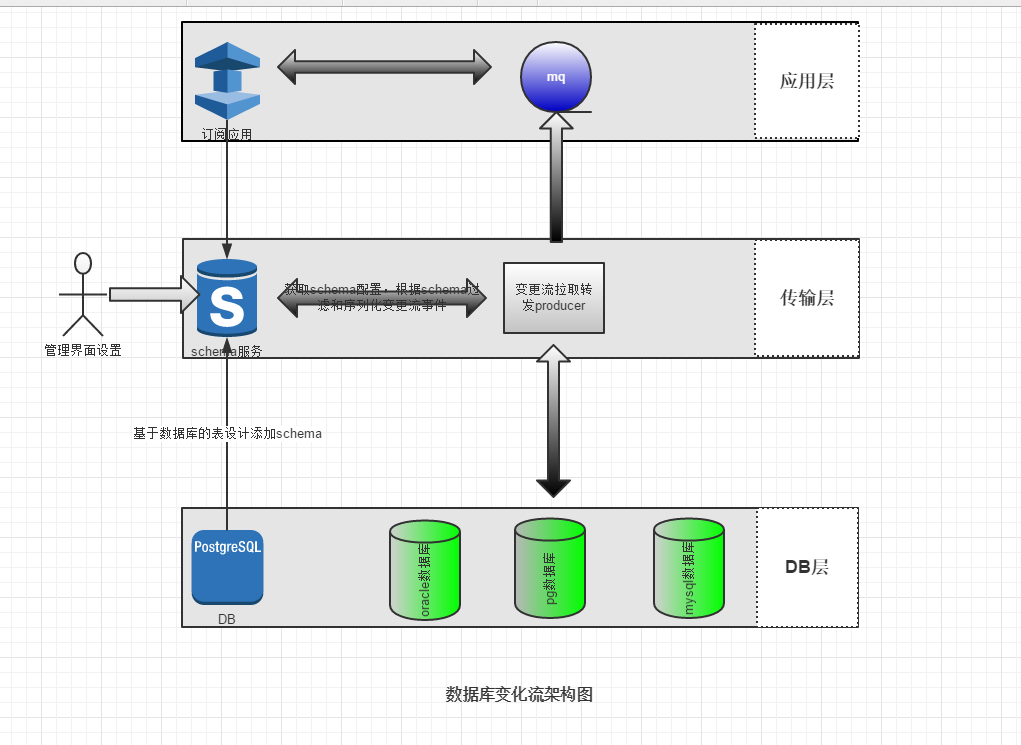 mq
应用层
订阅应用
S
获取schema配置，根据schema过
滤和序列化变更流事件
变更流拉取转
发producer
传输层
管理界面设置
schema服务
基于数据库的表设计添加schema
PostgreSQL
oracle数据库
pg数据库
mysql数据库
DB层
DB
数据库变化流架构图